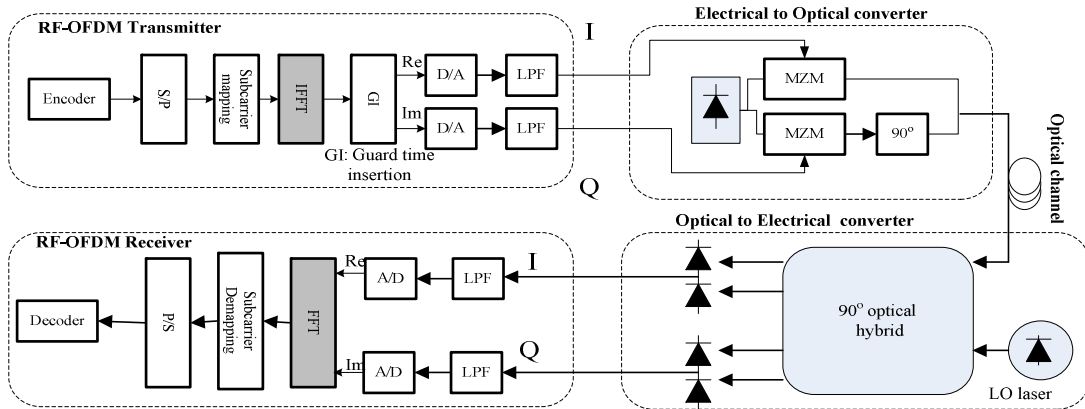 RF-OFDM Transmitter
I
Electrical to Optical converter
Encoder
S/P
Subcarrier
mapping
IFFT
GI
Re
Im
D/A
LPF
D/A
LPF
GI: Guard time
insertion
Q
MZM
MZM
90°
Optical channel
RF-OFDM Receiver
Optical to Electrical converter
Decoder
P/S
Subcarrier
Demapping
FFT
Re
Im
A/D
LPF
I
A/D
LPF
Q
90° optical
hybrid
LO laser